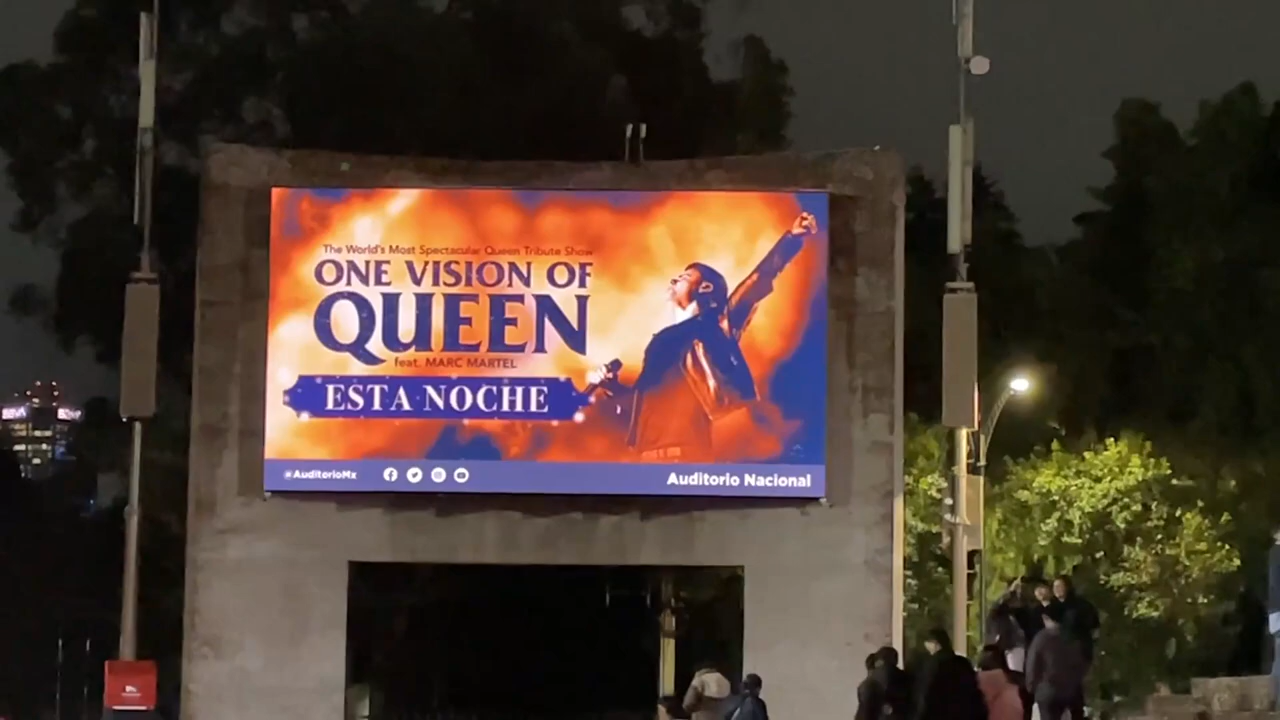 The World's Most Spectacular Queen Tribute Show
ONE VISION OF
QUEEN
feat. MARC MARTEL
ESTA NOCHE
@AuditorioMx
Auditorio Nacional